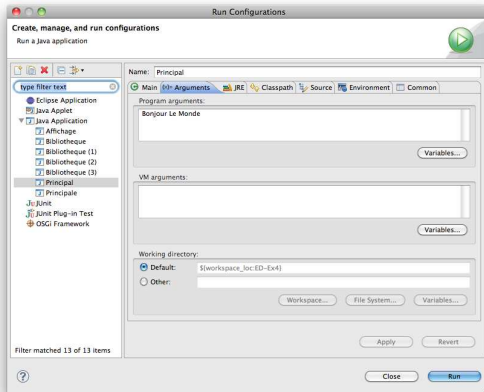 Run Configurations
Create, manage, and run configurations
Run a Java application
type filter text
Eclipse Application
Java Applet
Java Application
Affichage
Bibliotheque
Bibliotheque (1)
Bibliotheque (2)
Bibliotheque (3)
Principal
Principale
JUnit
JUnit Plug-in Test
OSGi Framework
Filter matched 13 of 13 items
Name: Principal
Main (x)= Arguments JRE Classpath Source Environment Common
Program arguments:
Bonjour Le Monde
Variables...
VM arguments:
Variables...
Working directory:
Default: ${workspace_loc:ED-Ex4}
Other:
Workspace... File System... Variables...
Apply Revert
Close Run